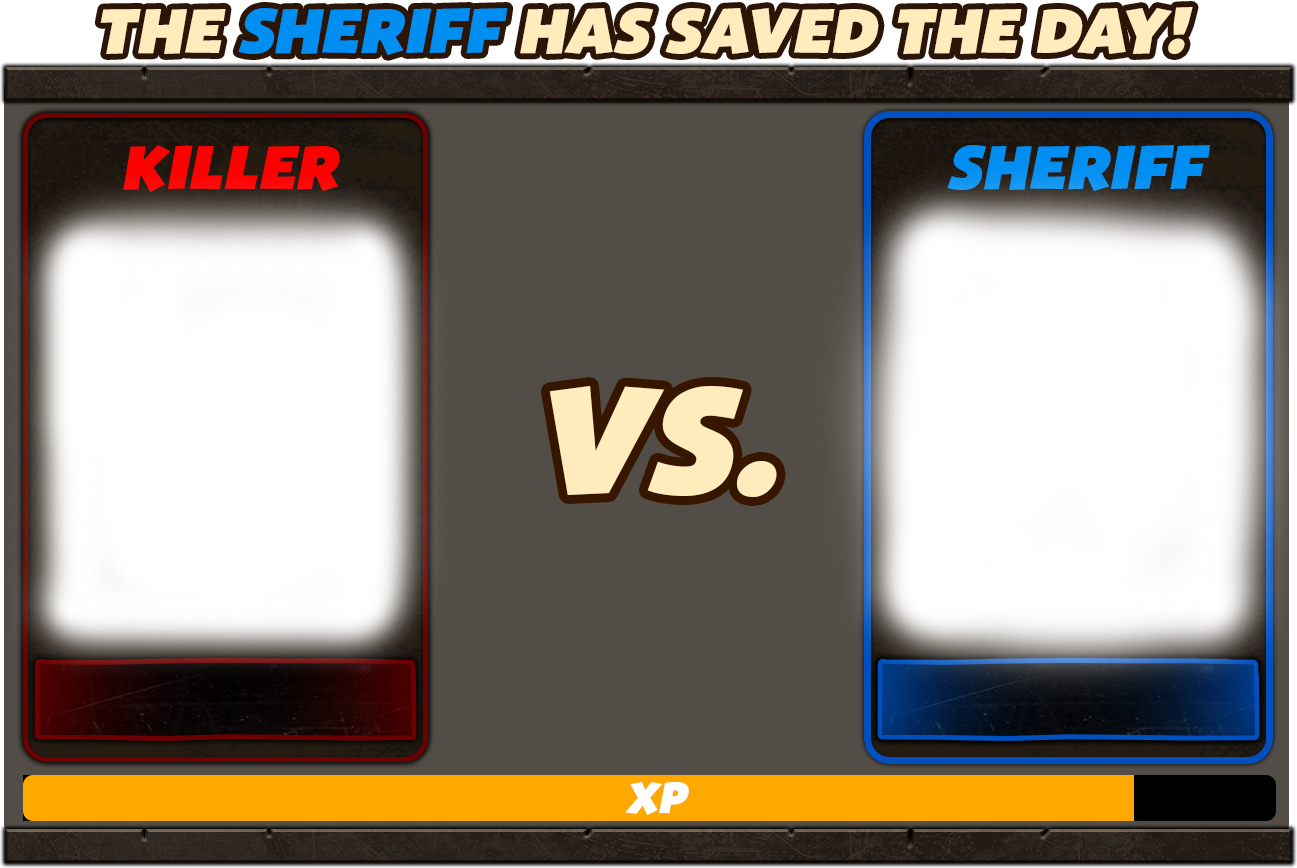 THE SHERIFF HAS SAVED THE DAY!
KILLER
SHERIFF
VS.
XP